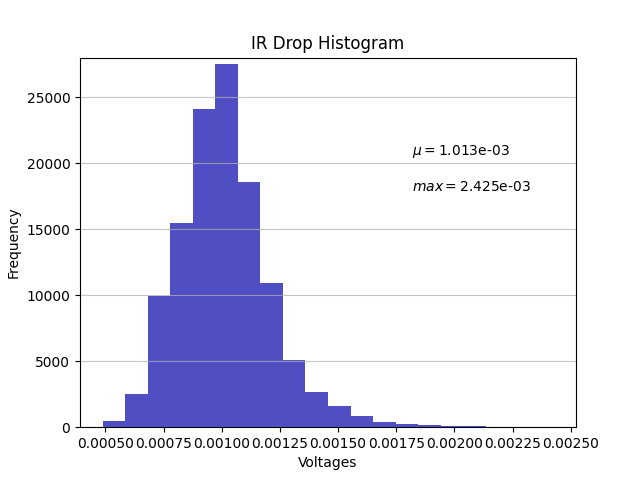 IR Drop Histogram
25000
μ = 1.013e-03
20000
max = 2.425e-03
15000
10000
5000
0
Frequency
0.00050 0.00075 0.00100 0.00125 0.00150 0.00175 0.00200 0.00225 0.00250
Voltages